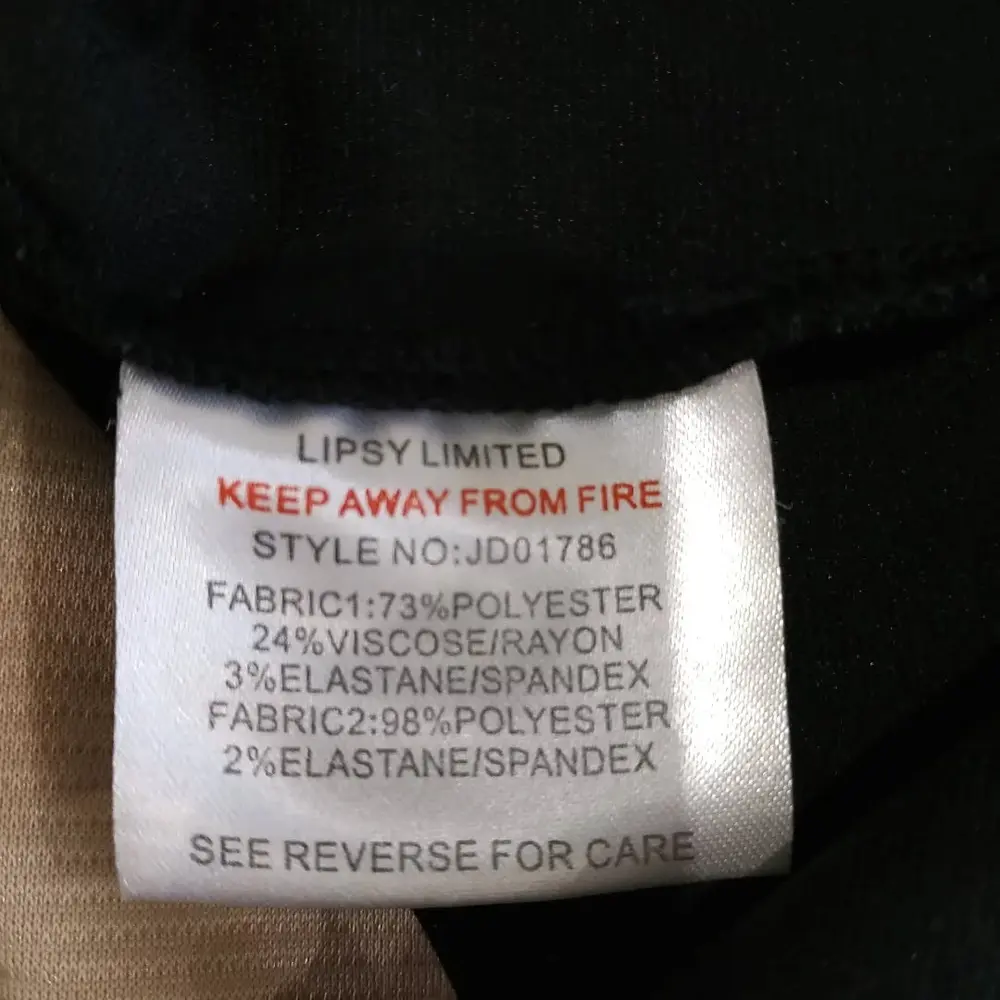 LIPSY LIMITED
KEEP AWAY FROM FIRE
STYLE NO:JD01786
FABRIC1:73%POLYESTER
24%VISCOSE/RAYON
3%ELASTANE/SPANDEX
FABRIC2:98%POLYESTER
2%ELASTANE/SPANDEX
SEE REVERSE FOR CARE